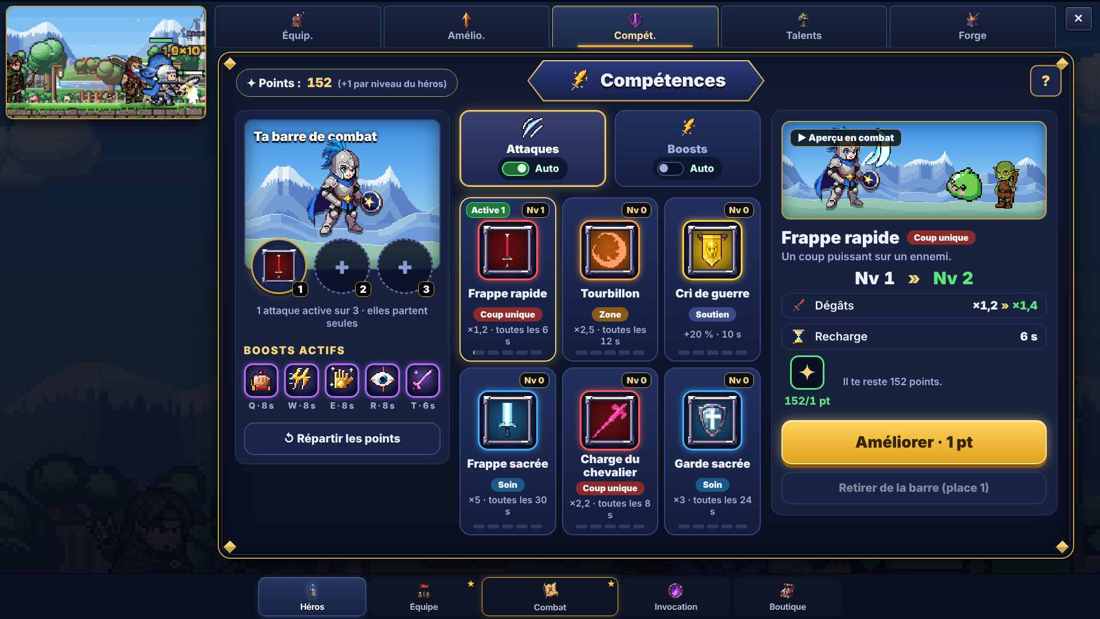 Équip.
Amélio.
Compét.
Talents
Forge
×
Points : 152 (+1 par niveau du héros)
Compétences
?
Ta barre de combat
1
2
3
1 attaque active sur 3 · elles partent
seules
BOOSTS ACTIFS
Q·8s
W·8s
E·8s
R·8s
T·6s
Répartir les points
Attaques
Auto
Boosts
Auto
Active 1
Nv 1
Frappe rapide
Coup unique
×1,2 · toutes les 6
s
Nv 0
Tourbillon
Zone
×2,5 · toutes les
12 s
Nv 0
Cri de guerre
Soutien
+20 % · 10 s
Nv 0
Frappe sacrée
Soin
×5 · toutes les 30
s
Nv 0
Charge du
chevalier
Coup unique
×2,2 · toutes les 8
s
Nv 0
Garde sacrée
Soin
×3 · toutes les 24
s
Aperçu en combat
Frappe rapide Coup unique
Un coup puissant sur un ennemi.
Nv 1 » Nv 2
Dégâts ×1,2 » ×1,4
Recharge 6 s
Il te reste 152 points.
152/1 pt
Améliorer · 1 pt
Retirer de la barre (place 1)
Héros
Équipe
Combat
Invocation
Boutique